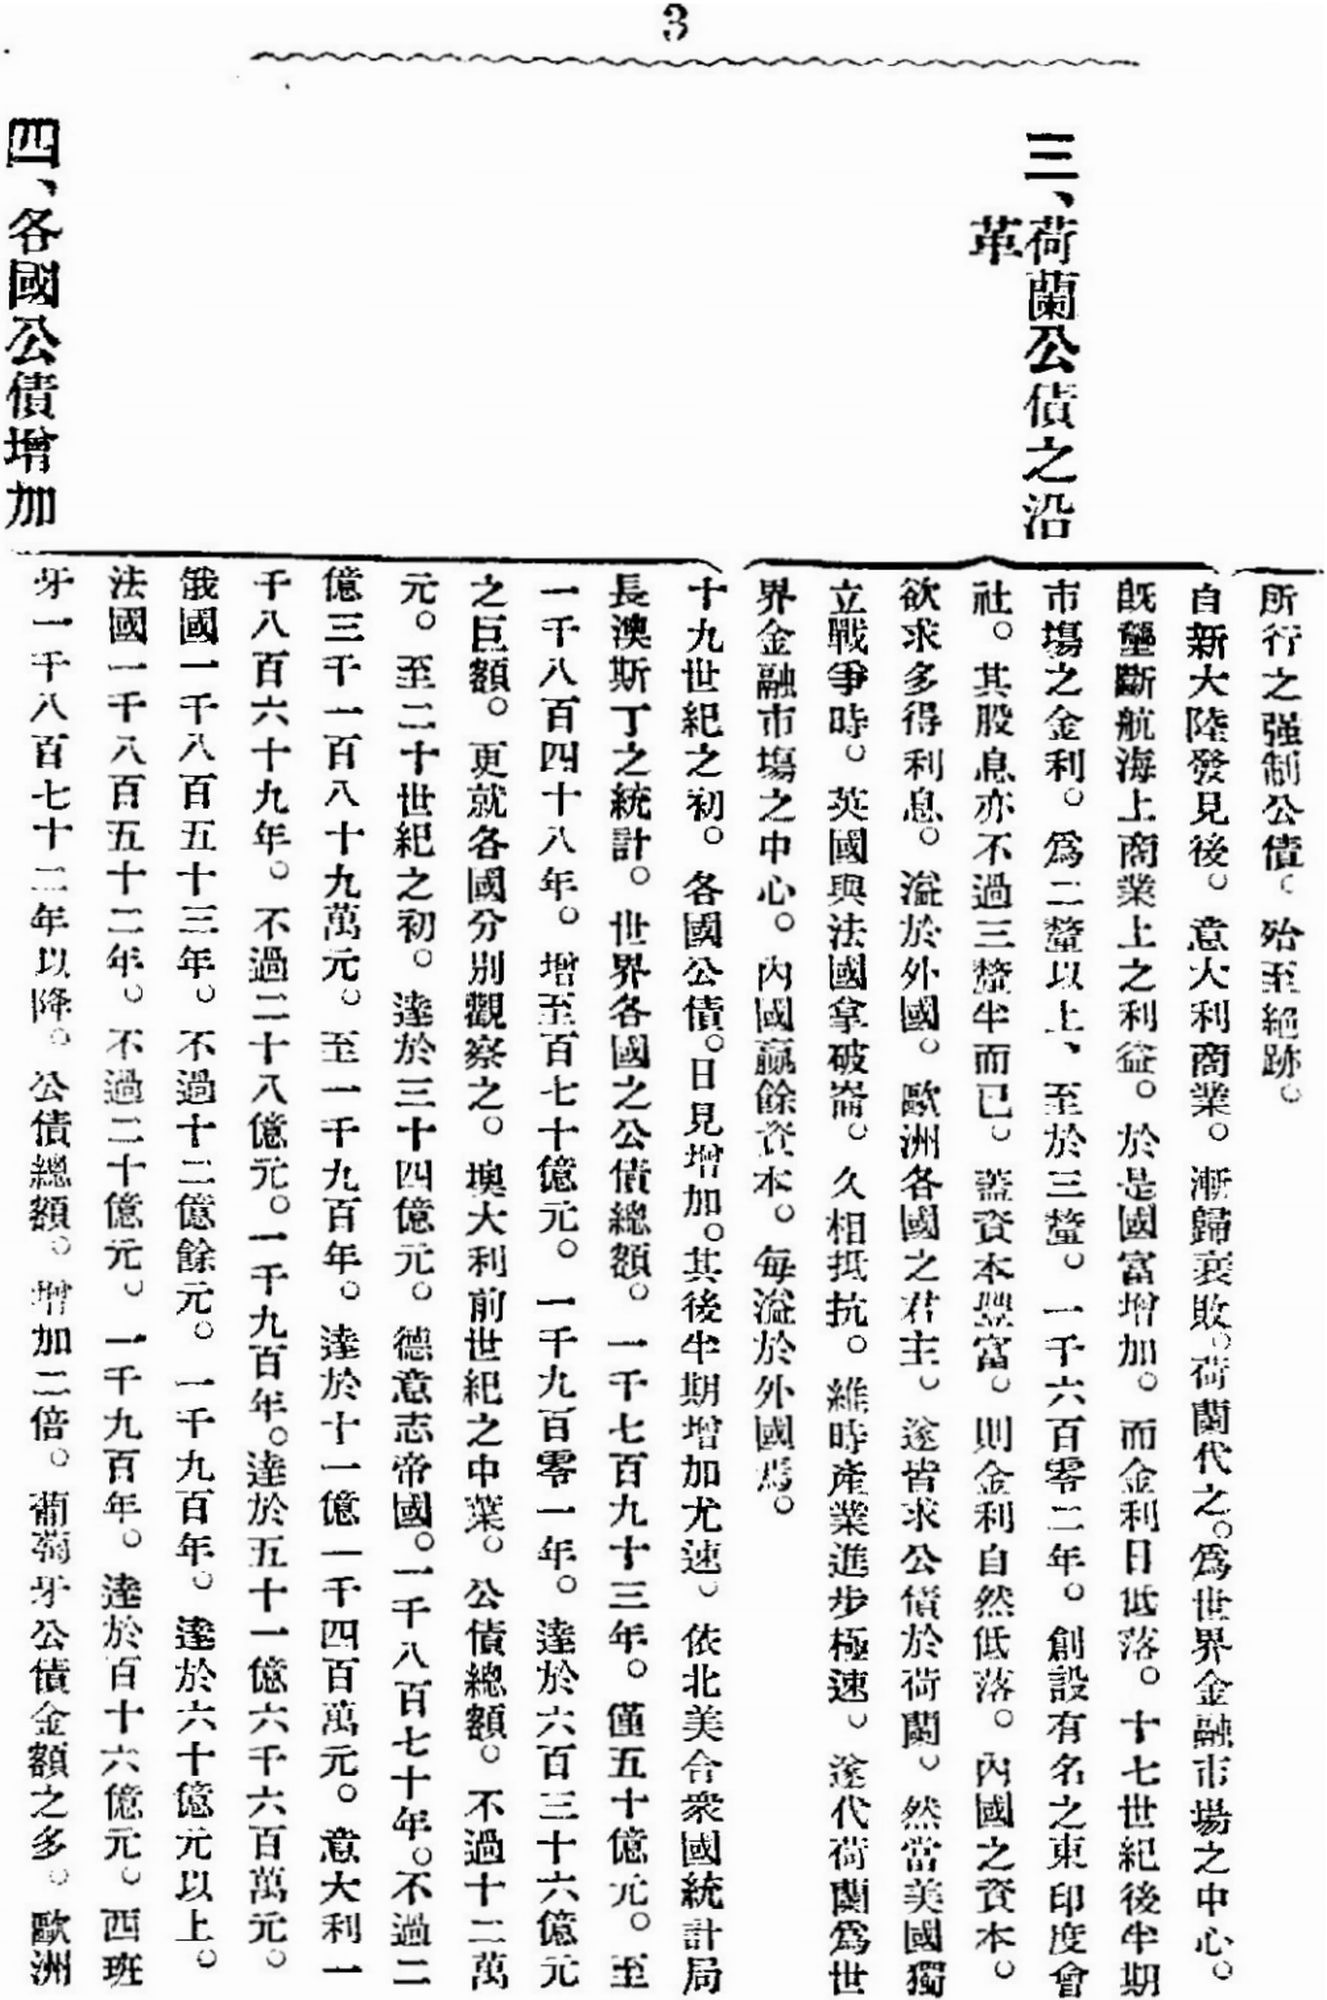 3
所行之强制公債。殆至絕跡。
三、荷蘭公債之沿
革
自新大陸發見後。意大利商業。漸歸衰敗。荷蘭代之。爲世界金融市場之中心。
旣壟斷航海上商業上之利益。於是國富增加。而金利日低落。十七世紀後半期
市塲之金利。爲二釐以上、至於三釐。一千六百零二年。創設有名之東印度會
社。其股息亦不過三釐半而已。蓋資本豐富。則金利自然低落。內國之資本。
欲求多得利息。溢於外國。歐洲各國之君主。遂皆求公債於荷蘭。然當美國獨
立戰爭時。英國與法國拿破崙。久相抵抗。維時產業進步極速。遂代荷蘭爲世
界金融市塲之中心。內國贏餘資本。每溢於外國焉。
四、各國公債增加
十九世紀之初。各國公債。日見增加。其後半期增加尤速。依北美合衆國統計局
長澳斯丁之統計。世界各國之公債總額。一千七百九十三年。僅五十億元。至
一千八百四十八年。增至百七十億元。一千九百零一年。達於六百三十六億元
之巨額。更就各國分別觀察之。墺大利前世紀之中葉。公債總額。不過十二萬
元。至二十世紀之初。達於三十四億元。德意志帝國。一千八百七十年。不過二
億三千一百八十九萬元。至一千九百年。達於十一億一千四百萬元。意大利一
千八百六十九年。不過二十八億元。一千九百年。達於五十一億六千六百萬元。
俄國一千八百五十三年。不過十二億餘元。一千九百年。達於六十億元以上。
法國一千八百五十二年。不過二十億元。一千九百年。達於百十六億元。西班
牙一千八百七十二年以降。公債總額。增加二倍。葡萄牙公債金額之多。歐洲